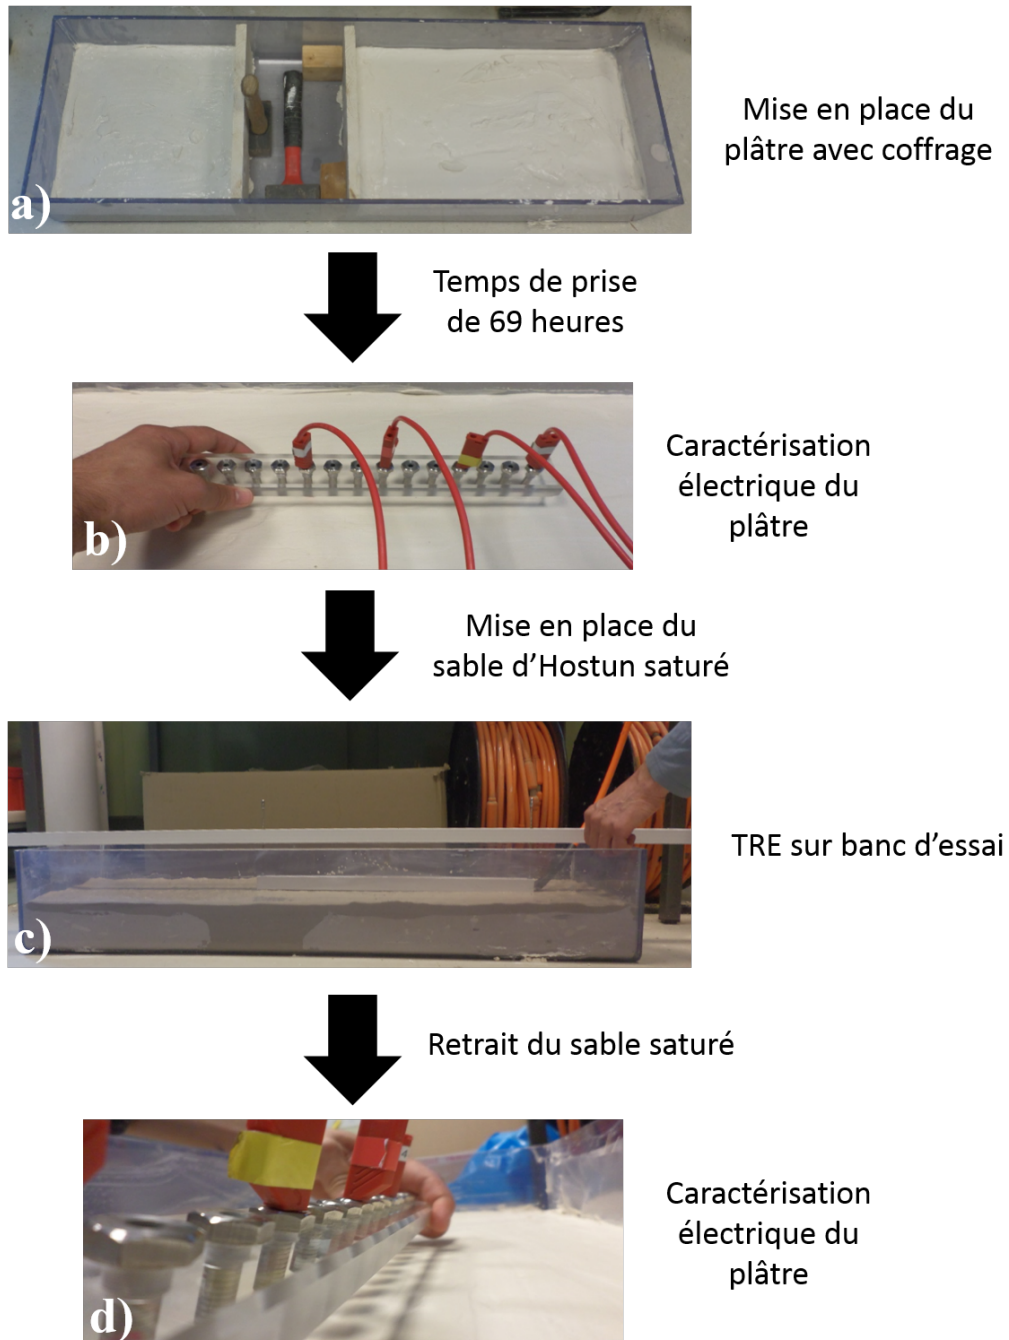 Mise en place du
plâtre avec coffrage
a)
Temps de prise
de 69 heures
Caractérisation
électrique du
plâtre
b)
Mise en place du
sable d’Hostun saturé
TRE sur banc d’essai
c)
Retrait du sable saturé
Caractérisation
électrique du
plâtre
d)